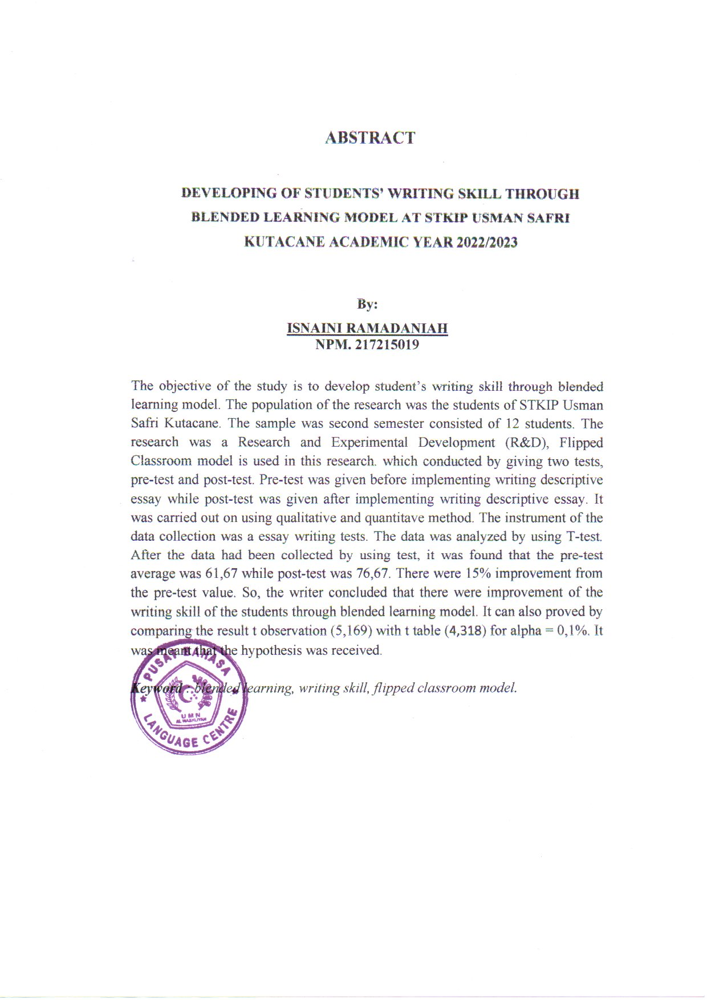 ABSTRACT
DEVELOPING OF STUDENTS' WRITING SKILL THROUGH
BLENDED LEARNING MODEL AT STKIP USMAN SAFRI
KUTACANE ACADEMIC YEAR 2022/2023
By:
ISNAINI RAMADANIAH
NPM. 217215019
The objective of the study is to develop student's writing skill through blended
learning model. The population of the research was the students of STKIP Usman
Safri Kutacane. The sample was second semester consisted of 12 students. The
research was a Research and Experimental Development (R&D), Flipped
Classroom model is used in this research. which conducted by giving two tests,
pre-test and post-test. Pre-test was given before implementing writing descriptive
essay while post-test was given after implementing writing descriptive essay. It
was carried out on using qualitative and quantitave method. The instrument of the
data collection was a essay writing tests. The data was analyzed by using T-test.
After the data had been collected by using test, it was found that the pre-test
average was 61,67 while post-test was 76,67. There were 15% improvement from
the pre-test value. So, the writer concluded that there were improvement of the
writing skill of the students through blended learning model. It can also proved by
comparing the result t observation (5,169) with t table (4,318) for alpha = 0,1%. It
was meant that the hypothesis was received.
Keyword : blended learning, writing skill, flipped classroom model.
PUSAT BAHASA
UMN
AL WASHLIYAH
LANGUAGE CENTRE